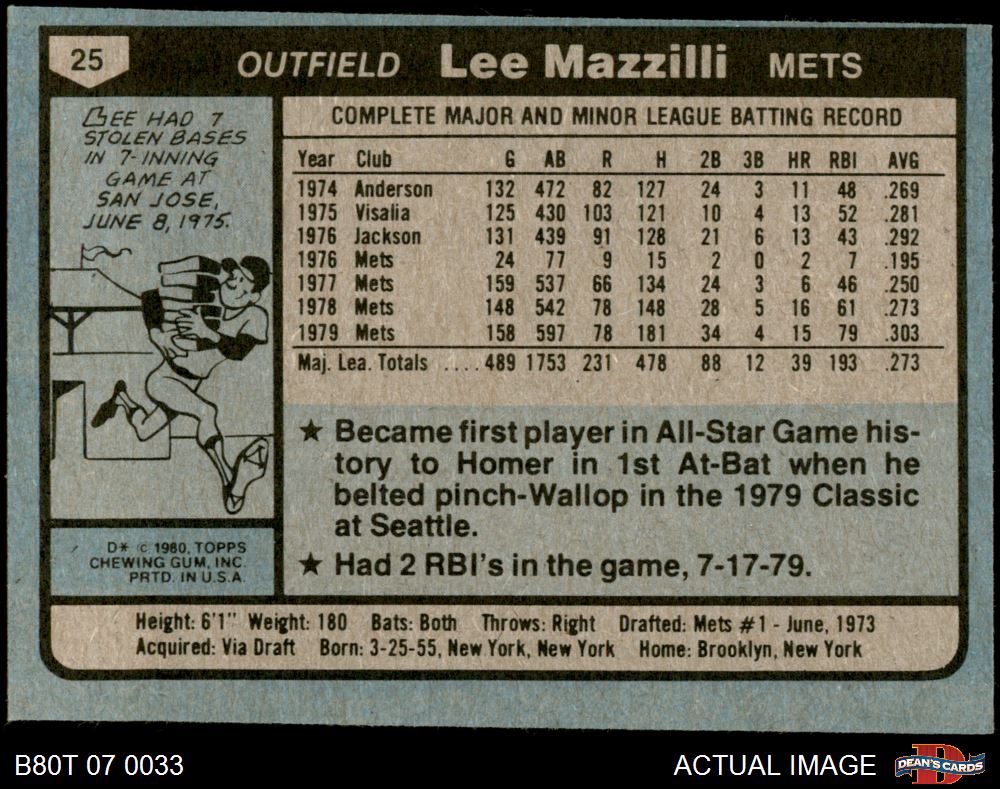 25
OUTFIELD Lee Mazzilli METS
LEE HAD 7
STOLEN BASES
IN 7-INNING
GAME AT
SAN JOSE,
JUNE 8, 1975.
COMPLETE MAJOR AND MINOR LEAGUE BATTING RECORD
Year Club G AB R H 2B 3B HR RBI AVG
1974 Anderson 132 472 82 127 24 3 11 48 .269
1975 Visalia 125 430 103 121 10 4 13 52 .281
1976 Jackson 131 439 91 128 21 6 13 43 .292
1976 Mets 24 77 9 15 2 0 2 7 .195
1977 Mets 159 537 66 134 24 3 6 46 .250
1978 Mets 148 542 78 148 28 5 16 61 .273
1979 Mets 158 597 78 181 34 4 15 79 .303
Maj. Lea. Totals .... 489 1753 231 478 88 12 39 193 .273
★ Became first player in All-Star Game his-
tory to Homer in 1st At-Bat when he
belted pinch-Wallop in the 1979 Classic
at Seattle.
★ Had 2 RBI's in the game, 7-17-79.
D* © 1980, TOPPS
CHEWING GUM, INC.
PRTD. IN U.S.A.
Height: 6'1" Weight: 180 Bats: Both Throws: Right Drafted: Mets #1 - June, 1973
Acquired: Via Draft Born: 3-25-55, New York, New York Home: Brooklyn, New York
B80T 07 0033
ACTUAL IMAGE
D
DEAN'S CARDS